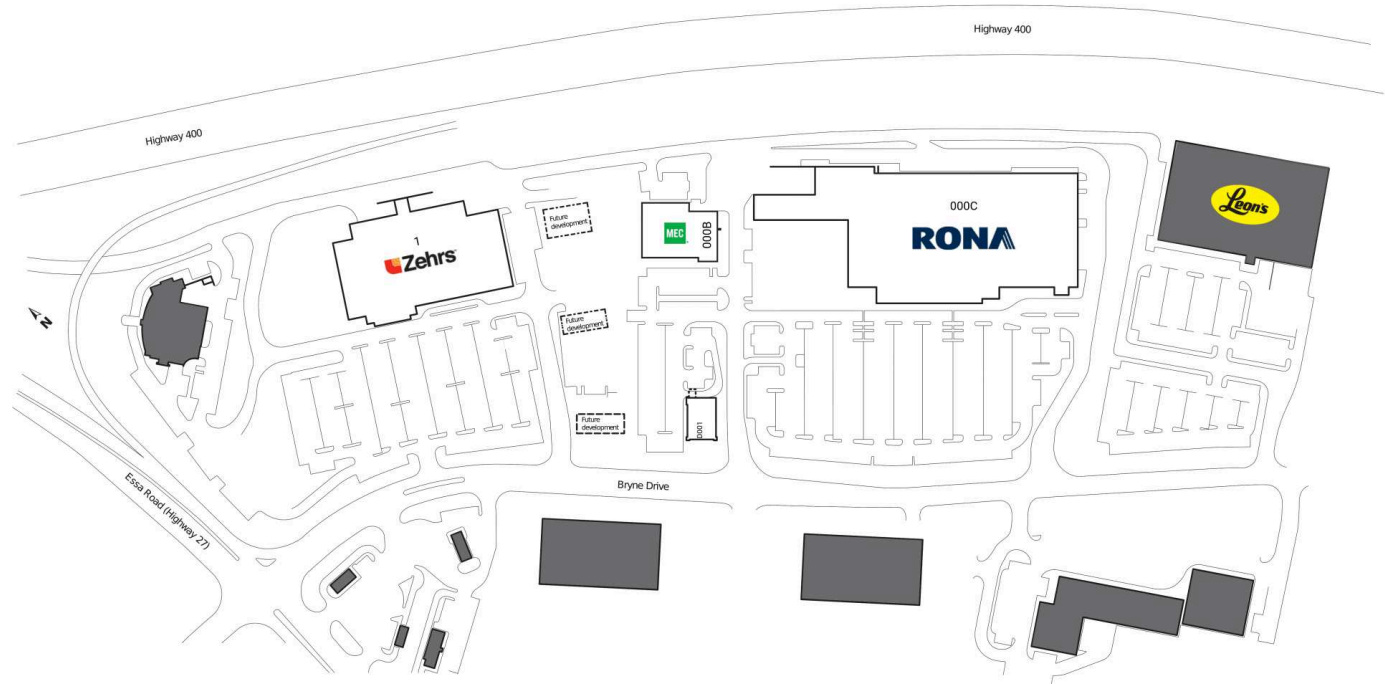 Highway 400
Highway 400
Leon's
1
Zehrs
Future
development
MEC
000B
000C
RONA
N
Future
development
Future
development
0001
Bryne Drive
Essa Road (Highway 27)